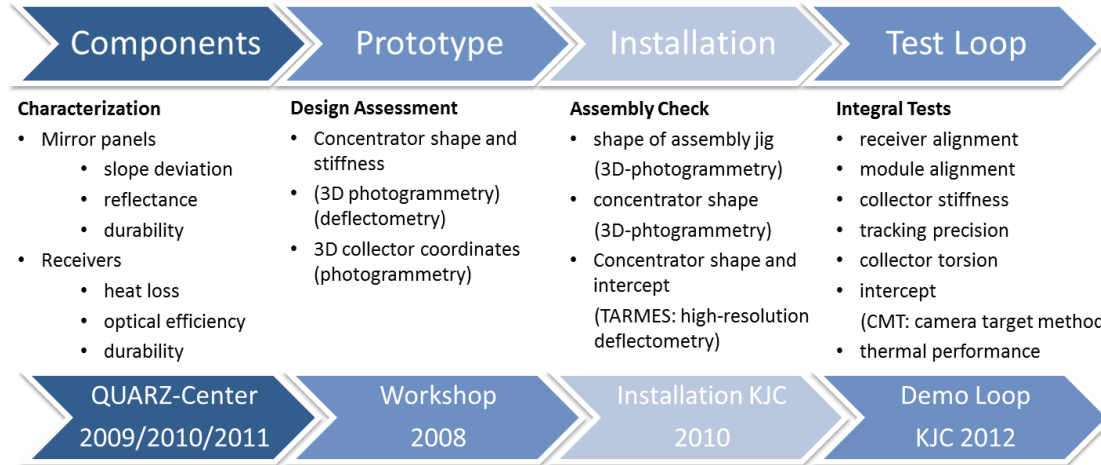 Components
Prototype
Installation
Test Loop
Characterization
• Mirror panels
• slope deviation
• reflectance
• durability
• Receivers
• heat loss
• optical efficiency
• durability
Design Assessment
• Concentrator shape and
stiffness
• (3D photogrammetry)
(deflectometry)
• 3D collector coordinates
(photogrammetry)
Assembly Check
• shape of assembly jig
(3D-photogrammetry)
• concentrator shape
(3D-phtogrammetry)
• Concentrator shape and
intercept
(TARMES: high-resolution
deflectometry)
Integral Tests
• receiver alignment
• module alignment
• collector stiffness
• tracking precision
• collector torsion
• intercept
(CMT: camera target method
• thermal performance
QUARZ-Center
2009/2010/2011
Workshop
2008
Installation KJC
2010
Demo Loop
KJC 2012